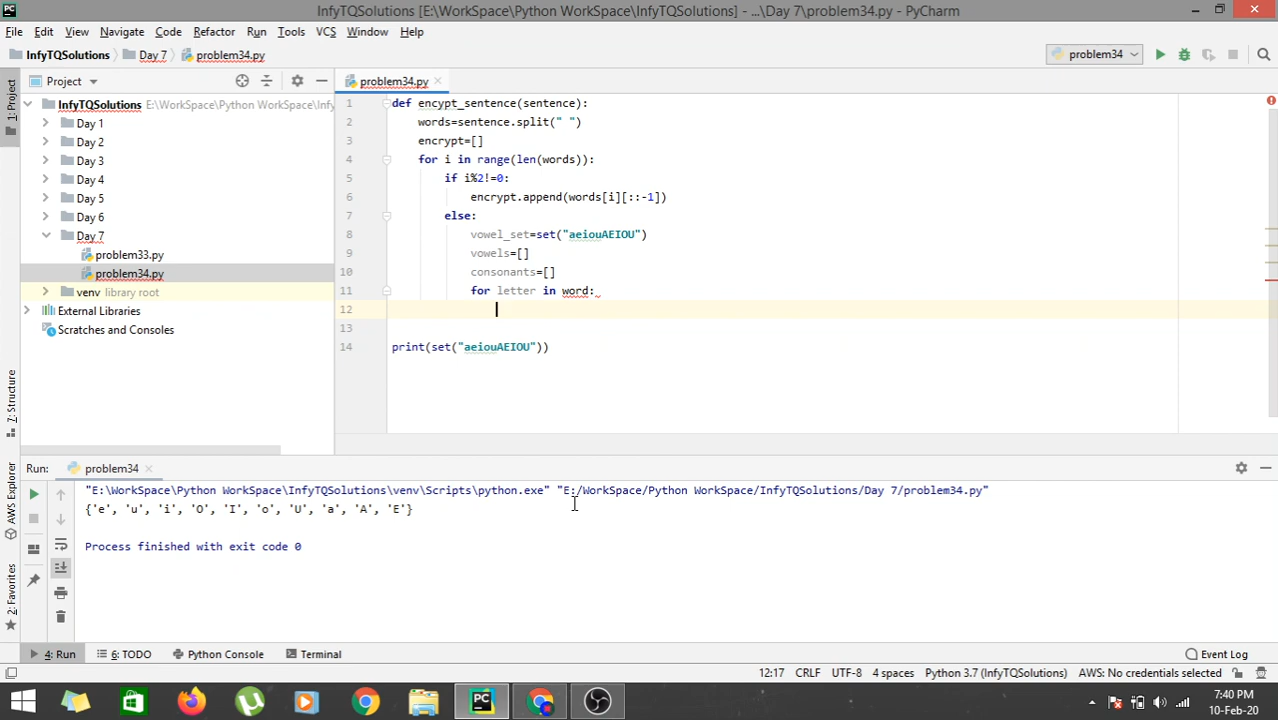 InfyTQSolutions [E:\WorkSpace\Python WorkSpace\InfyTQSolutions] - ...\Day 7\problem34.py - PyCharm
File Edit View Navigate Code Refactor Run Tools VCS Window Help
InfyTQSolutions Day 7 problem34.py problem34
1: Project
Project
problem34.py
InfyTQSolutions E:\WorkSpace\Python WorkSpace\Infy
Day 1
Day 2
Day 3
Day 4
Day 5
Day 6
Day 7
problem33.py
problem34.py
venv library root
External Libraries
Scratches and Consoles
1 def encypt_sentence(sentence):
2 words=sentence.split(" ")
3 encrypt=[]
4 for i in range(len(words)):
5 if i%2!=0:
6 encrypt.append(words[i][::-1])
7 else:
8 vowel_set=set("aeiouAEIOU")
9 vowels=[]
10 consonants=[]
11 for letter in word:
12
13
14 print(set("aeiouAEIOU"))
7: Structure
AWS Explorer
2: Favorites
Run: problem34
"E:\WorkSpace\Python WorkSpace\InfyTQSolutions\venv\Scripts\python.exe" "E:/WorkSpace/Python WorkSpace/InfyTQSolutions/Day 7/problem34.py"
{'e', 'u', 'i', 'O', 'I', 'o', 'U', 'a', 'A', 'E'}
Process finished with exit code 0
4: Run 6: TODO Python Console Terminal Event Log
12:17 CRLF UTF-8 4 spaces Python 3.7 (InfyTQSolutions) AWS: No credentials selected
7:40 PM
10-Feb-20